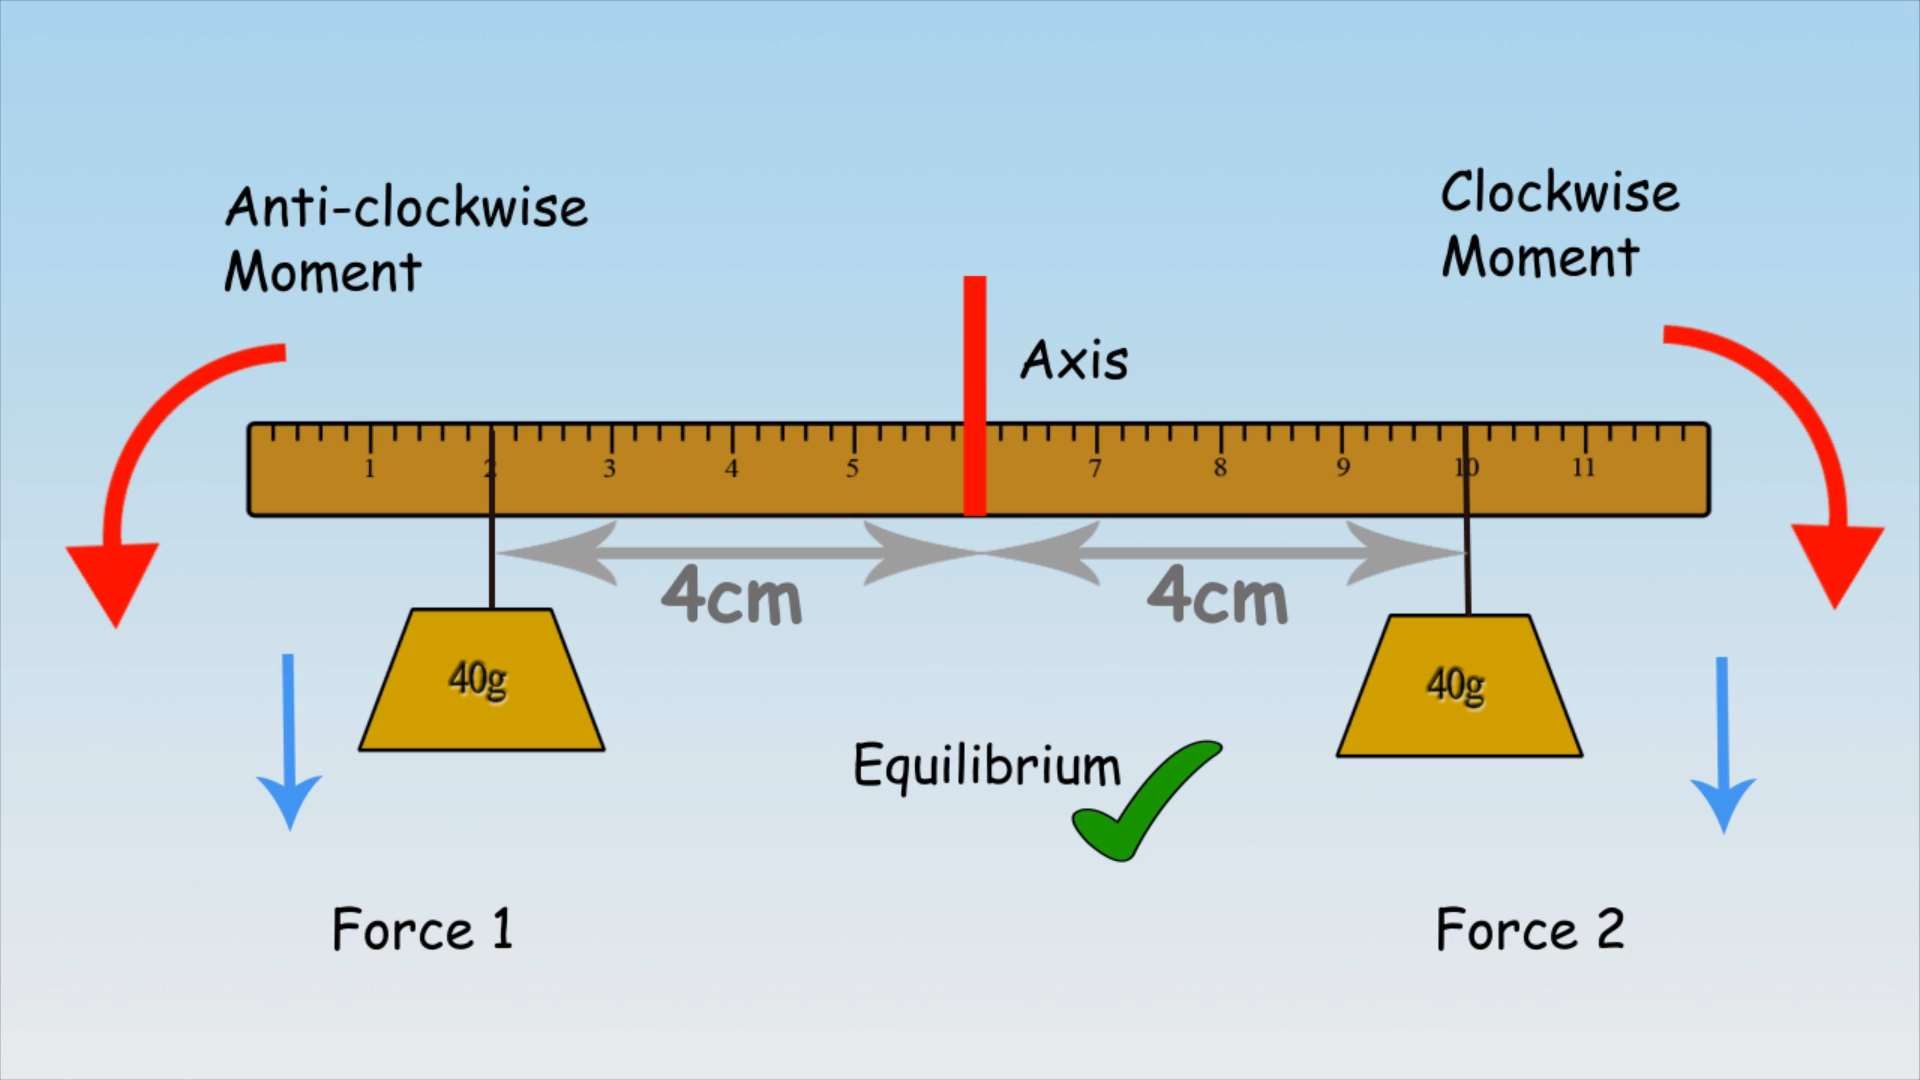 Anti-clockwise
Moment
Clockwise
Moment
Axis
1 2 3 4 5 7 8 9 10 11
4cm 4cm
40g 40g
Equilibrium
Force 1 Force 2